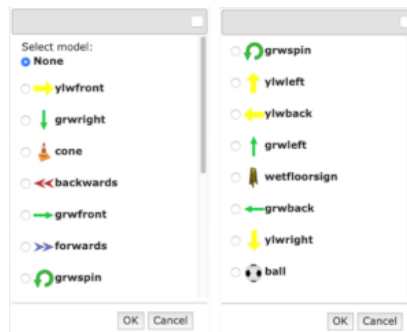 Select model:
None
ylwfront
grwright
cone
backwards
grwfront
forwards
grwspin
OK Cancel
grwspin
ylwleft
ylwback
grwleft
wetfloorsign
grwback
ylwright
ball
OK Cancel